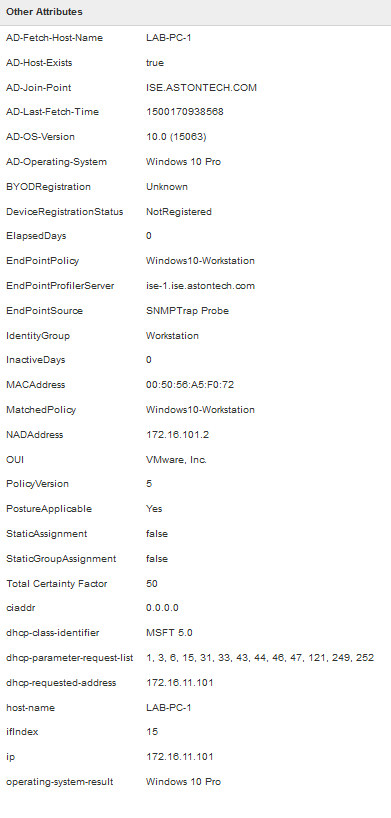 Other Attributes
AD-Fetch-Host-Name LAB-PC-1
AD-Host-Exists true
AD-Join-Point ISE.ASTONTECH.COM
AD-Last-Fetch-Time 1500170938568
AD-OS-Version 10.0 (15063)
AD-Operating-System Windows 10 Pro
BYODRegistration Unknown
DeviceRegistrationStatus NotRegistered
ElapsedDays 0
EndPointPolicy Windows10-Workstation
EndPointProfilerServer ise-1.ise.astontech.com
EndPointSource SNMPTrap Probe
IdentityGroup Workstation
InactiveDays 0
MACAddress 00:50:56:A5:F0:72
MatchedPolicy Windows10-Workstation
NADAddress 172.16.101.2
OUI VMware, Inc.
PolicyVersion 5
PostureApplicable Yes
StaticAssignment false
StaticGroupAssignment false
Total Certainty Factor 50
ciaddr 0.0.0.0
dhcp-class-identifier MSFT 5.0
dhcp-parameter-request-list 1, 3, 6, 15, 31, 33, 43, 44, 46, 47, 121, 249, 252
dhcp-requested-address 172.16.11.101
host-name LAB-PC-1
ifIndex 15
ip 172.16.11.101
operating-system-result Windows 10 Pro